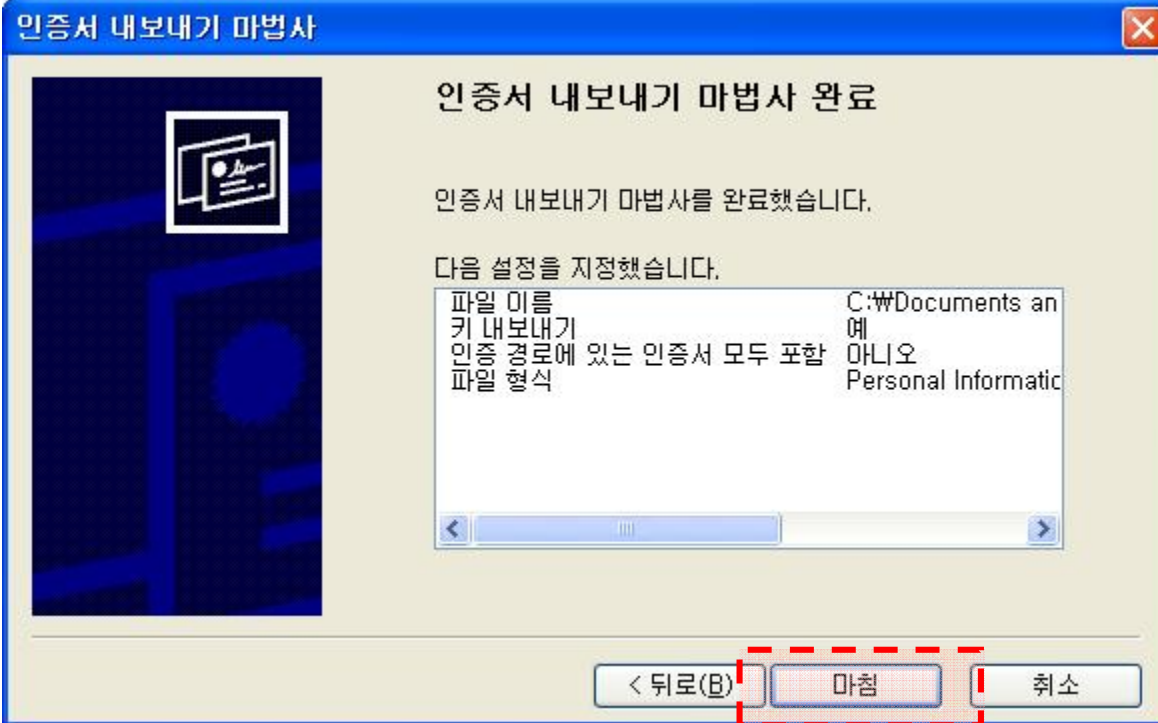 인증서 내보내기 마법사
인증서 내보내기 마법사 완료
인증서 내보내기 마법사를 완료했습니다.
다음 설정을 지정했습니다.
파일 이름 C:₩Documents an
키 내보내기 예
인증 경로에 있는 인증서 모두 포함 아니오
파일 형식 Personal Informatic
< 뒤로(B) 마침 취소